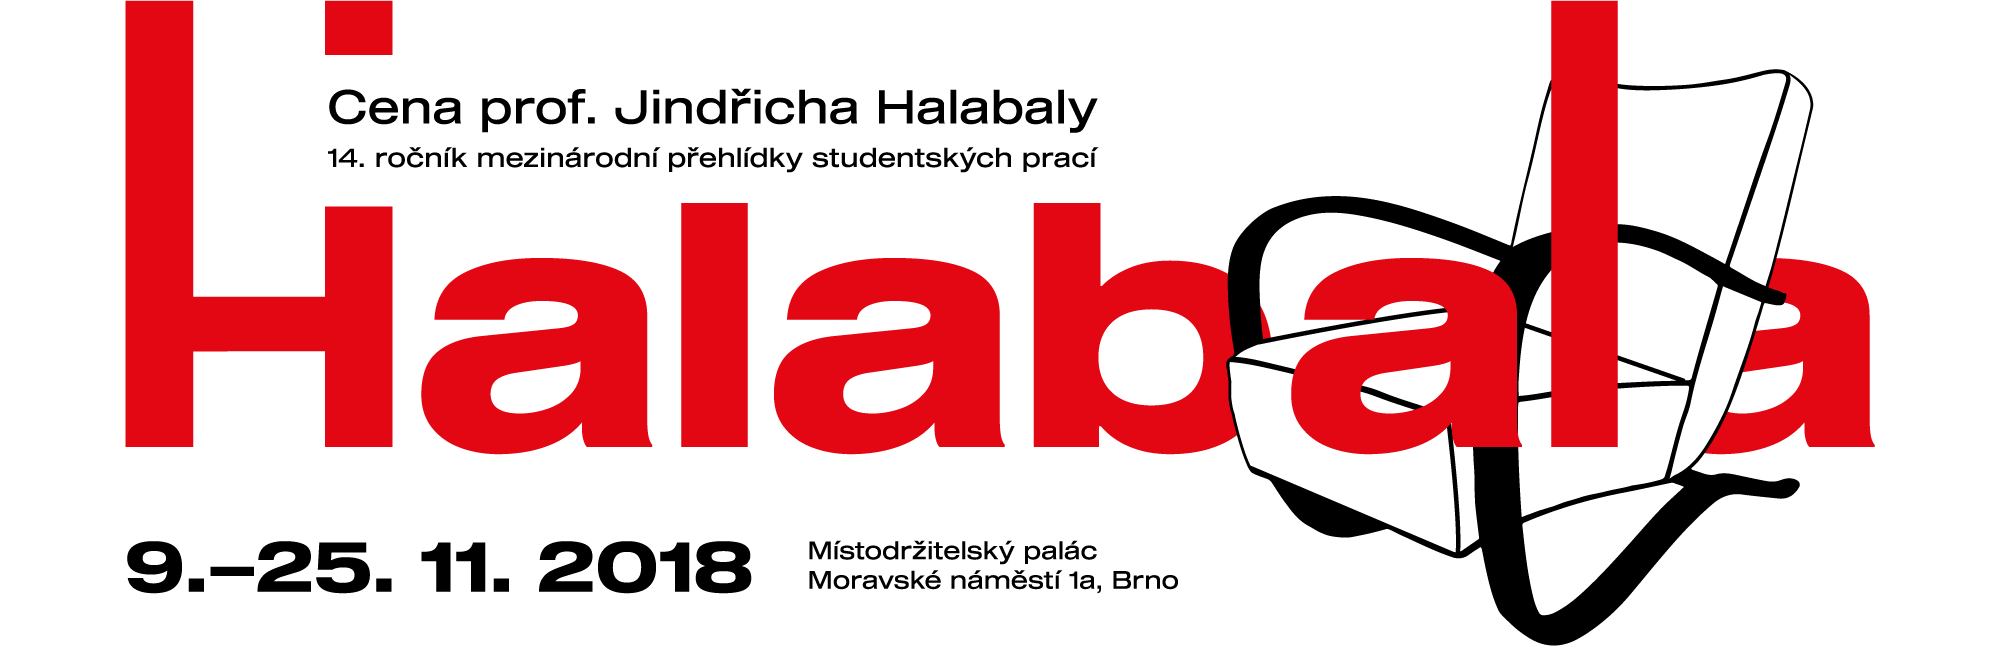 Cena prof. Jindřicha Halabaly
14. ročník mezinárodní přehlídky studentských prací
Halabala
9.–25. 11. 2018
Místodržitelský palác
Moravské náměstí 1a, Brno